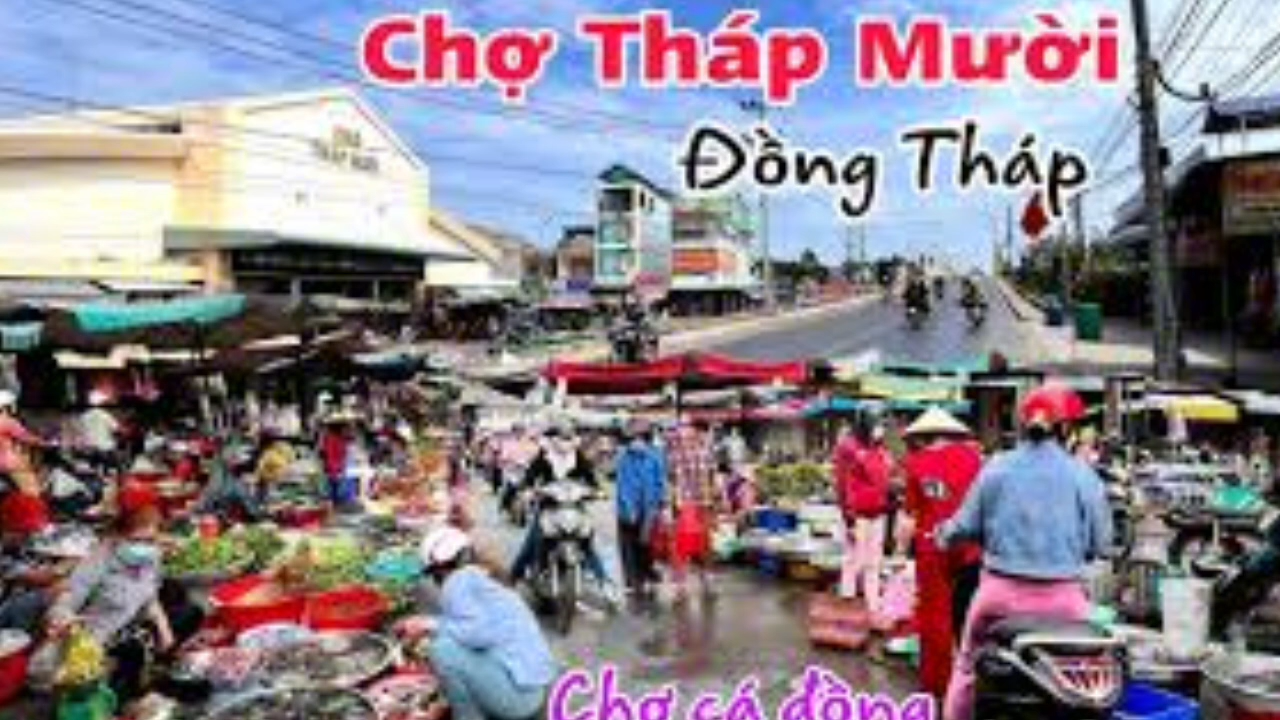 Chợ Tháp Mười
Đồng Tháp
Chợ cá đồng